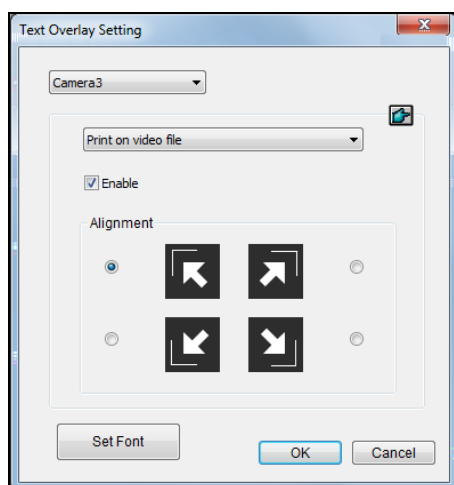 Text Overlay Setting
Camera3
Print on video file
Enable
Alignment
Set Font
OK
Cancel